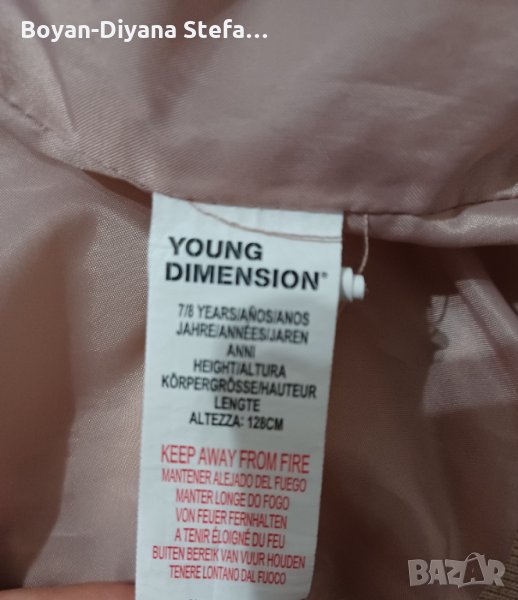 Boyan-Diyana Stefa...
YOUNG
DIMENSION®
7/8 YEARS/AÑOS/ANOS
JAHRE/ANNÉES/JAREN
ANNI
HEIGHT/ALTURA
KÖRPERGRÖSSE/HAUTEUR
LENGTE
ALTEZZA: 128CM
KEEP AWAY FROM FIRE
MANTENER ALEJADO DEL FUEGO
MANTER LONGE DO FOGO
VON FEUER FERNHALTEN
A TENIR ÉLOIGNÉ DU FEU
BUITEN BEREIK VAN VUUR HOUDEN
TENERE LONTANO DAL FUOCO
BAZAR